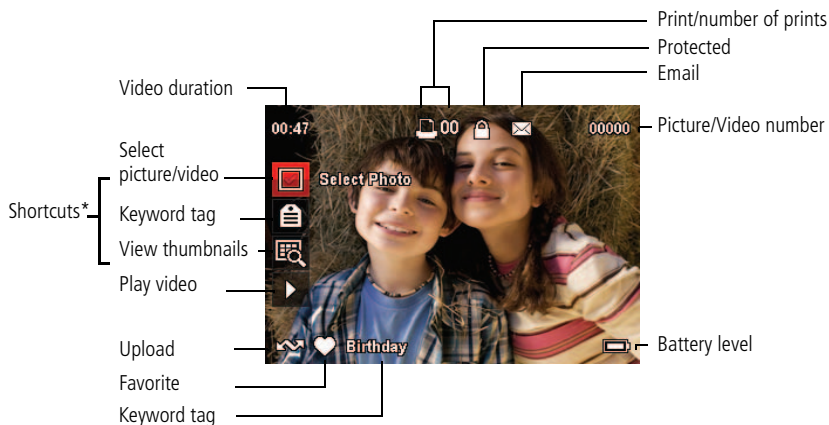 Print/number of prints
Protected
Email
Video duration
00:47
00
00000
Picture/Video number
Select
picture/video
Select Photo
Shortcuts*
Keyword tag
View thumbnails
Play video
Upload
Birthday
Battery level
Favorite
Keyword tag